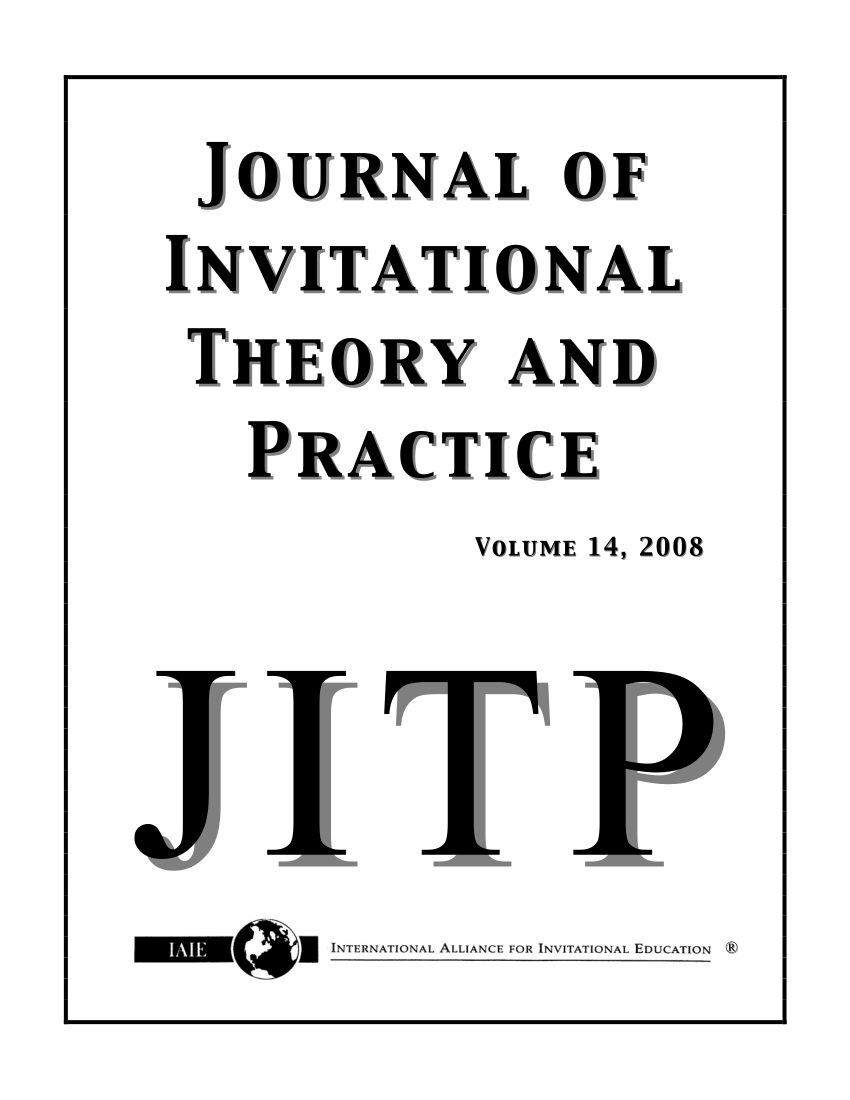 Journal of
Invitational
Theory and
Practice
Volume 14, 2008
JITP
IAIE International Alliance for Invitational Education ®